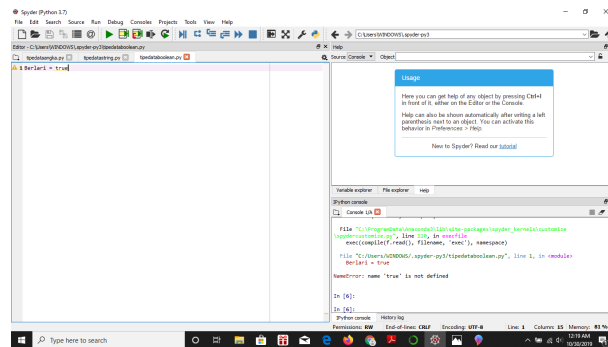 Spyder (Python 3.7)
File Edit Search Source Run Debug Consoles Projects Tools View Help
C:\Users\WINDOWS\.spyder-py3
Editor - C:\Users\WINDOWS\.spyder-py3\tipedataboolean.py
tipedataangka.py tipedatastring.py tipedataboolean.py
1 Berlari = true
Help
Source Console Object
Usage
Here you can get help of any object by pressing Ctrl+I
in front of it, either on the Editor or the Console.
Help can also be shown automatically after writing a left
parenthesis next to an object. You can activate this
behavior in Preferences > Help.
New to Spyder? Read our tutorial
Variable explorer File explorer Help
IPython console
Console 1/A
File "C:\ProgramData\Anaconda3\lib\site-packages\spyder_kernels\customize
\spydercustomize.py", line 110, in execfile
exec(compile(f.read(), filename, 'exec'), namespace)
File "C:/Users/WINDOWS/.spyder-py3/tipedataboolean.py", line 1, in <module>
Berlari = true
NameError: name 'true' is not defined
In [6]:
In [6]:
IPython console History log
Permissions: RW End-of-lines: CRLF Encoding: UTF-8 Line: 1 Column: 15 Memory: 81 %
Type here to search
12:19 AM
10/30/2019